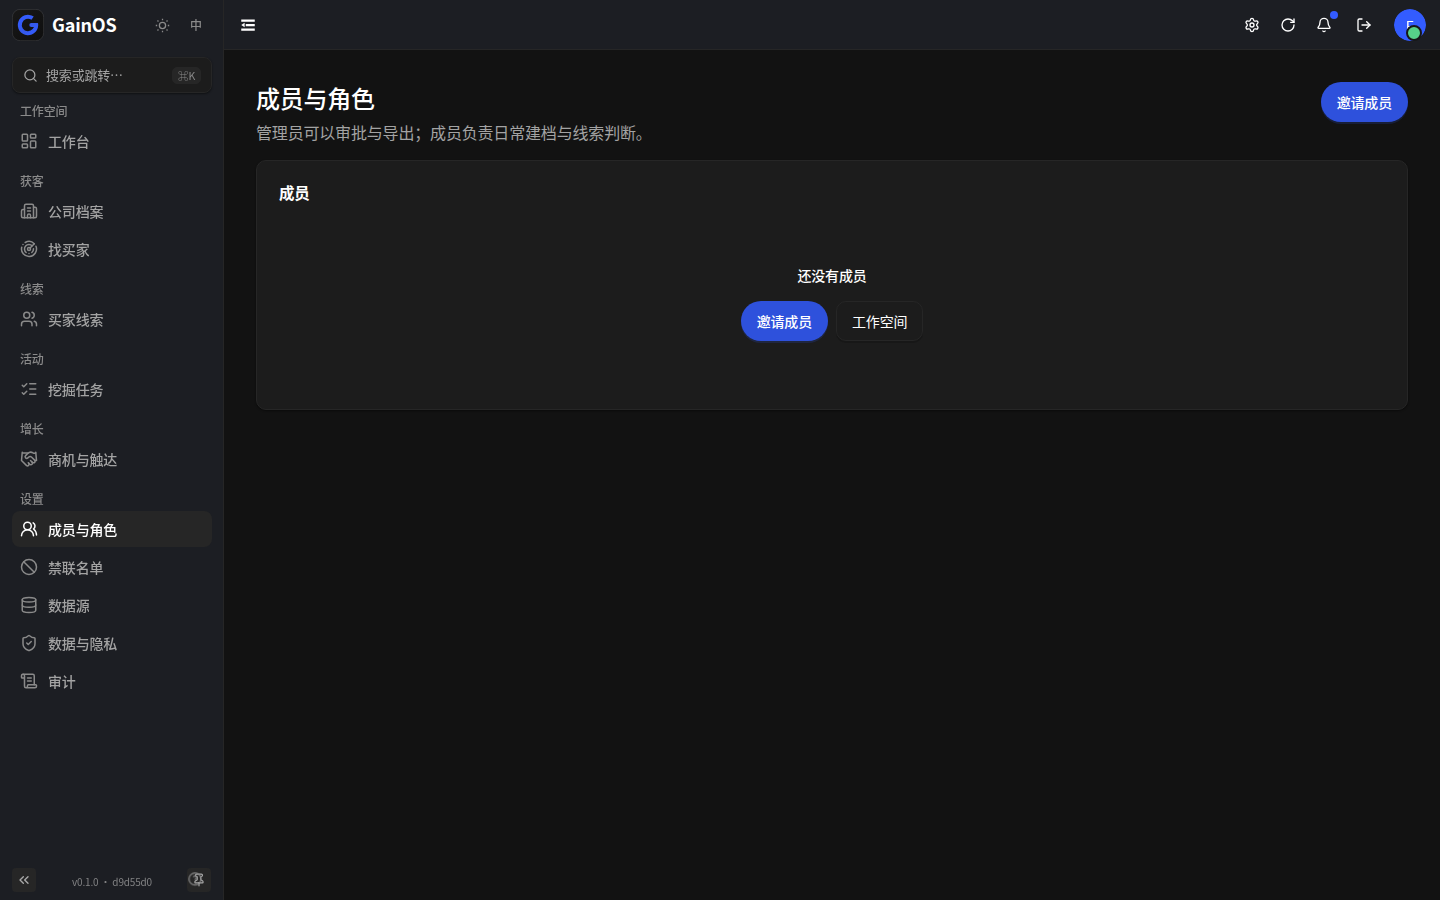 GainOS
中
搜索或跳转…
⌘K
工作空间
工作台
获客
公司档案
找买家
线索
买家线索
活动
挖掘任务
增长
商机与触达
设置
成员与角色
禁联名单
数据源
数据与隐私
审计
v0.1.0 · d9d55d0
成员与角色
邀请成员
管理员可以审批与导出；成员负责日常建档与线索判断。
成员
还没有成员
邀请成员
工作空间